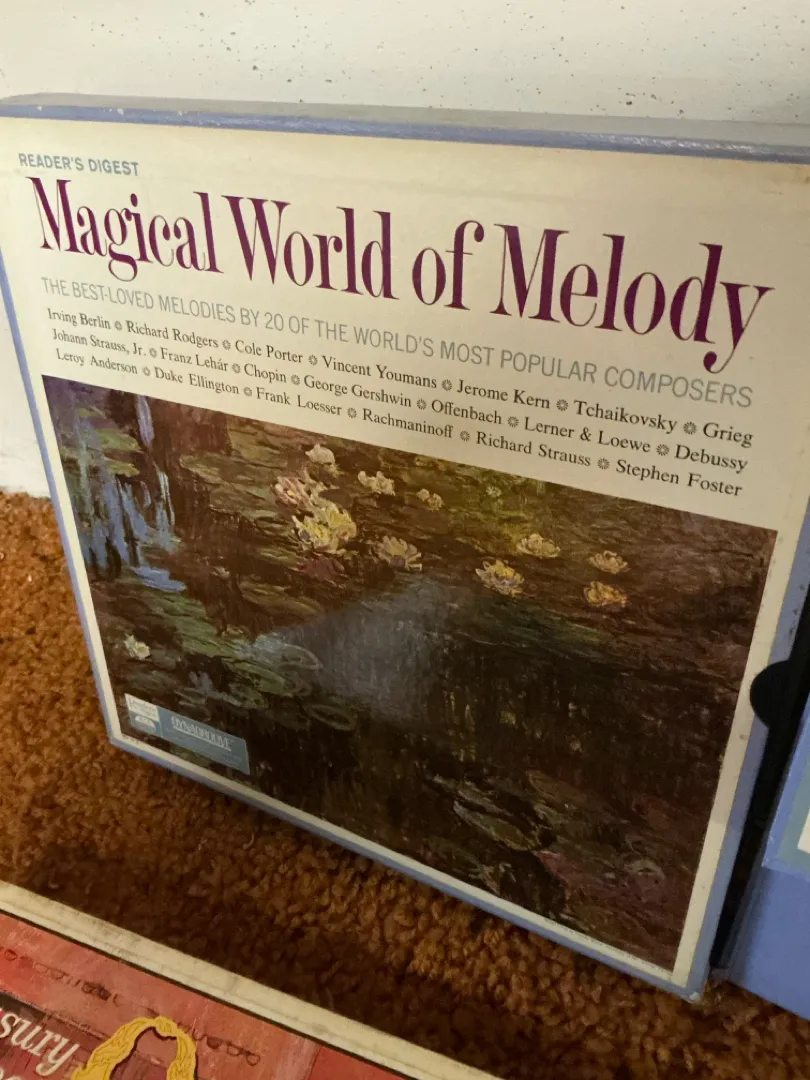 READER'S DIGEST
Magical World of Melody
THE BEST-LOVED MELODIES BY 20 OF THE WORLD'S MOST POPULAR COMPOSERS
Irving Berlin ❁ Richard Rodgers ❁ Cole Porter ❁ Vincent Youmans ❁ Jerome Kern ❁ Tchaikovsky ❁ Grieg
Johann Strauss, Jr. ❁ Franz Lehár ❁ Chopin ❁ George Gershwin ❁ Offenbach ❁ Lerner & Loewe ❁ Debussy
Leroy Anderson ❁ Duke Ellington ❁ Frank Loesser ❁ Rachmaninoff ❁ Richard Strauss ❁ Stephen Foster
DYNAGROOVE
sury